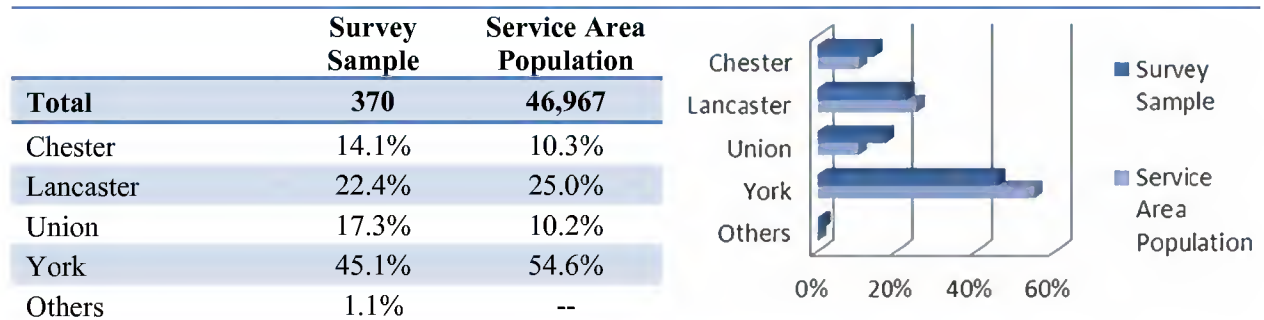 Survey Sample Service Area Population
Total 370 46,967
Chester 14.1% 10.3%
Lancaster 22.4% 25.0%
Union 17.3% 10.2%
York 45.1% 54.6%
Others 1.1% --
Chester
Lancaster
Union
York
Others
0% 20% 40% 60%
Survey
Sample
Service
Area
Population